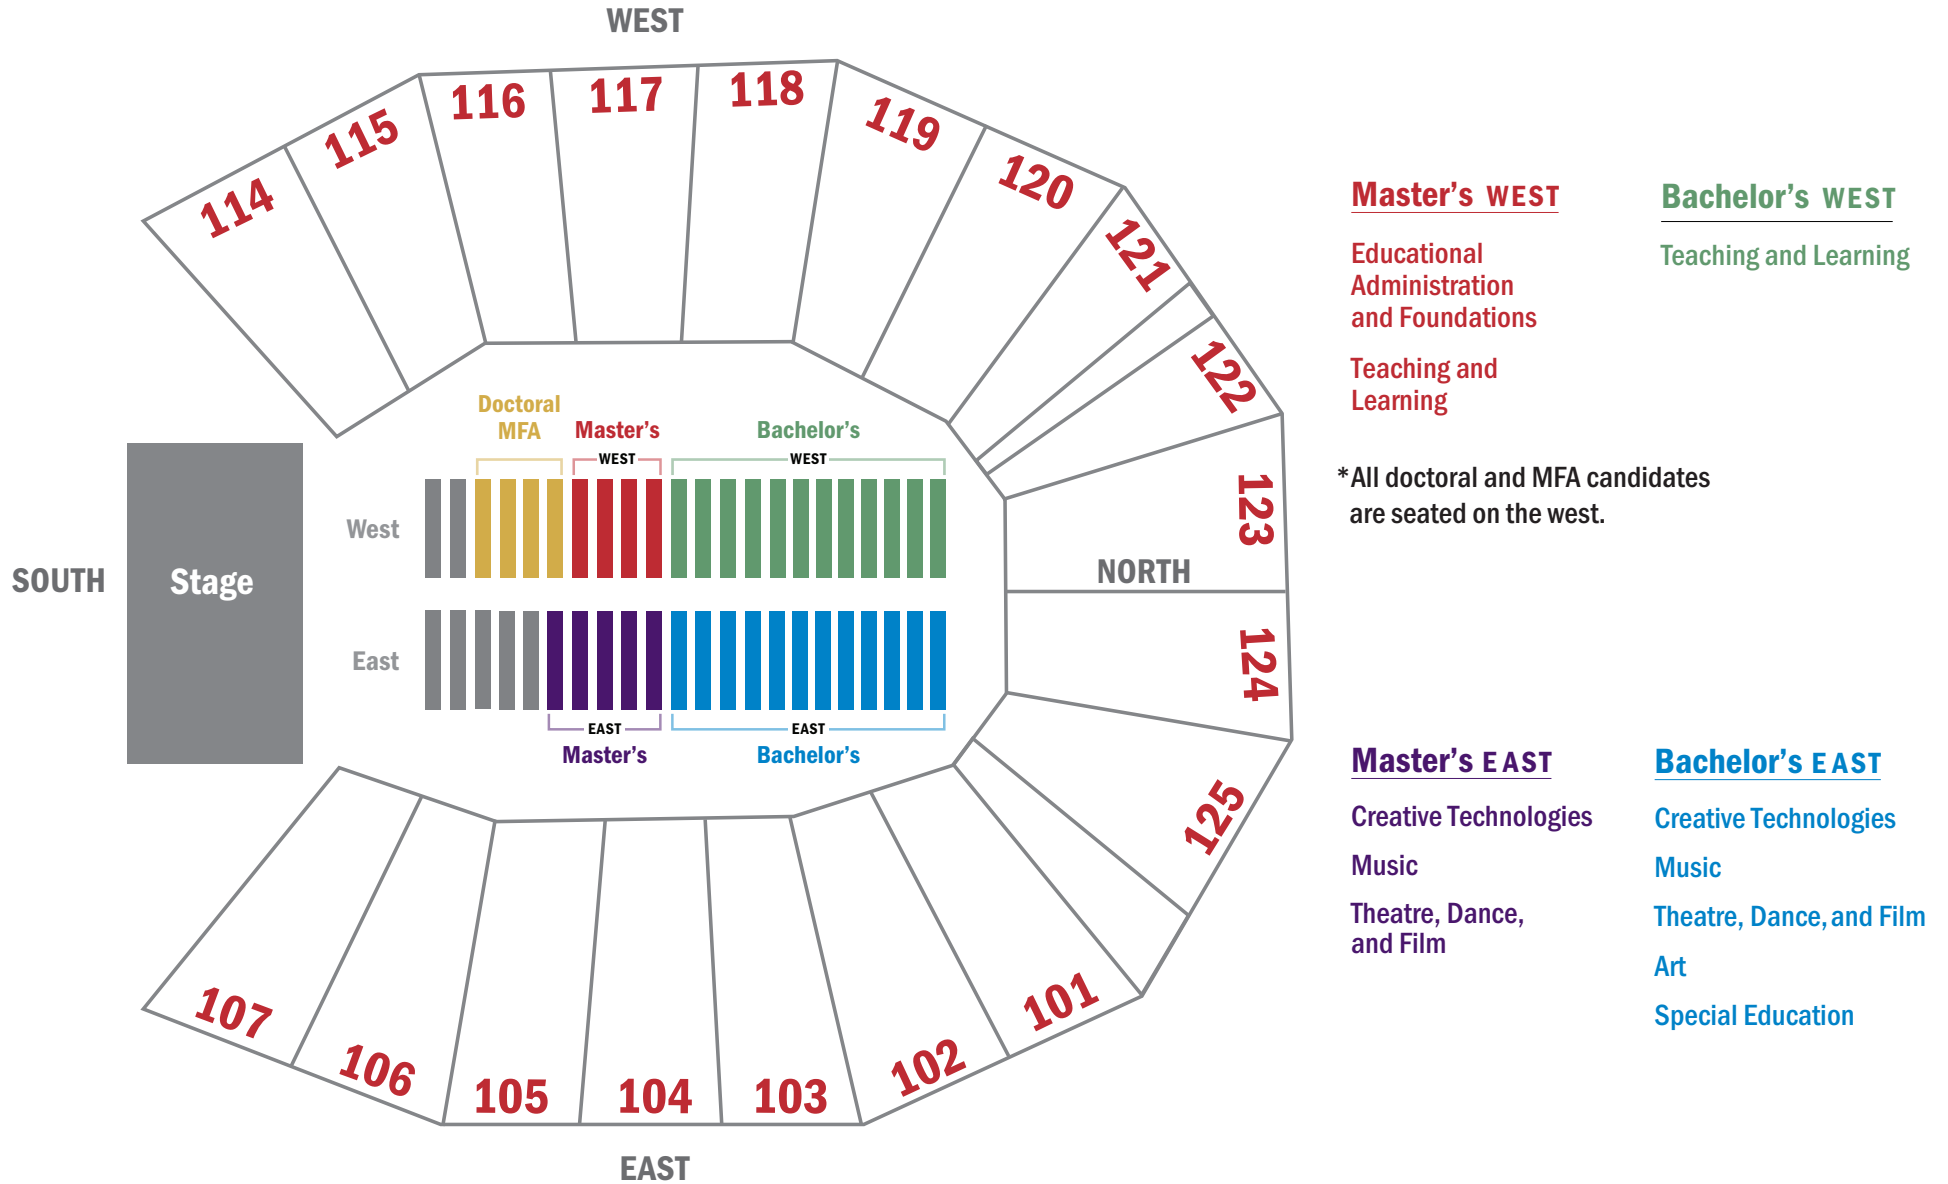 WEST
114
115
116
117
118
119
120
121
122
123
124
125
101
102
103
104
105
106
107
EAST
SOUTH
NORTH
Stage
West
East
Doctoral
MFA
Master's
WEST
Bachelor's
WEST
EAST
Master's
EAST
Bachelor's
Master's WEST
Educational
Administration
and Foundations
Teaching and
Learning
Bachelor's WEST
Teaching and Learning
*All doctoral and MFA candidates
are seated on the west.
Master's EAST
Creative Technologies
Music
Theatre, Dance,
and Film
Bachelor's EAST
Creative Technologies
Music
Theatre, Dance, and Film
Art
Special Education